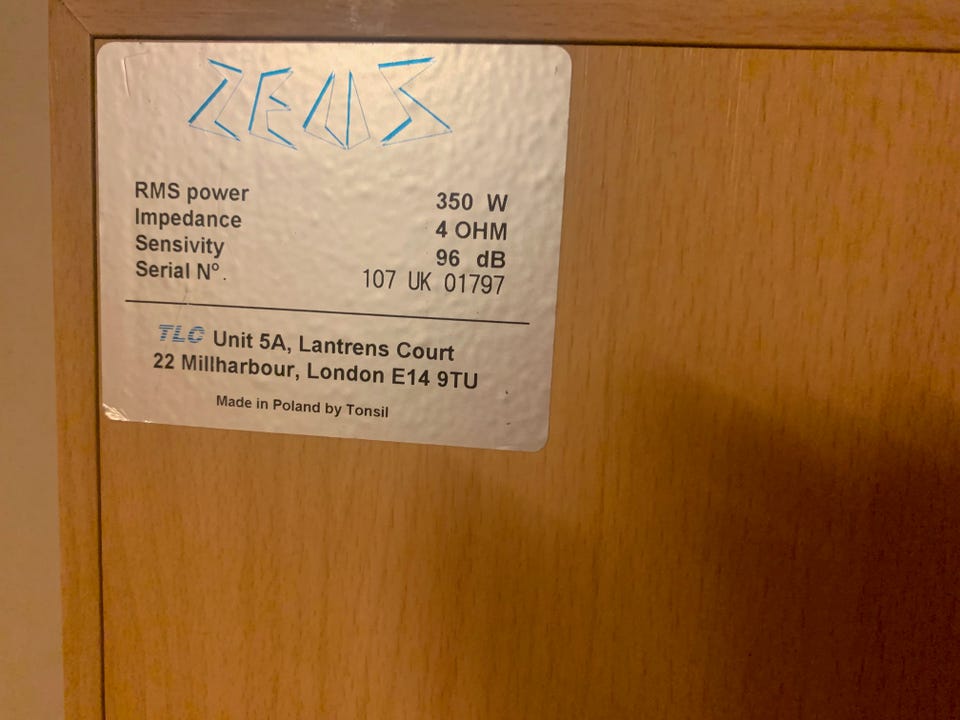 ZEUS
RMS power 350 W
Impedance 4 OHM
Sensivity 96 dB
Serial Nº. 107 UK 01797
TLC Unit 5A, Lantrens Court
22 Millharbour, London E14 9TU
Made in Poland by Tonsil